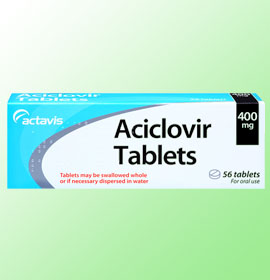 actavis
Aciclovir
Tablets
400
mg
Tablets may be swallowed whole
or if necessary dispersed in water
56 tablets
For oral use
Aciclovir
Tablets